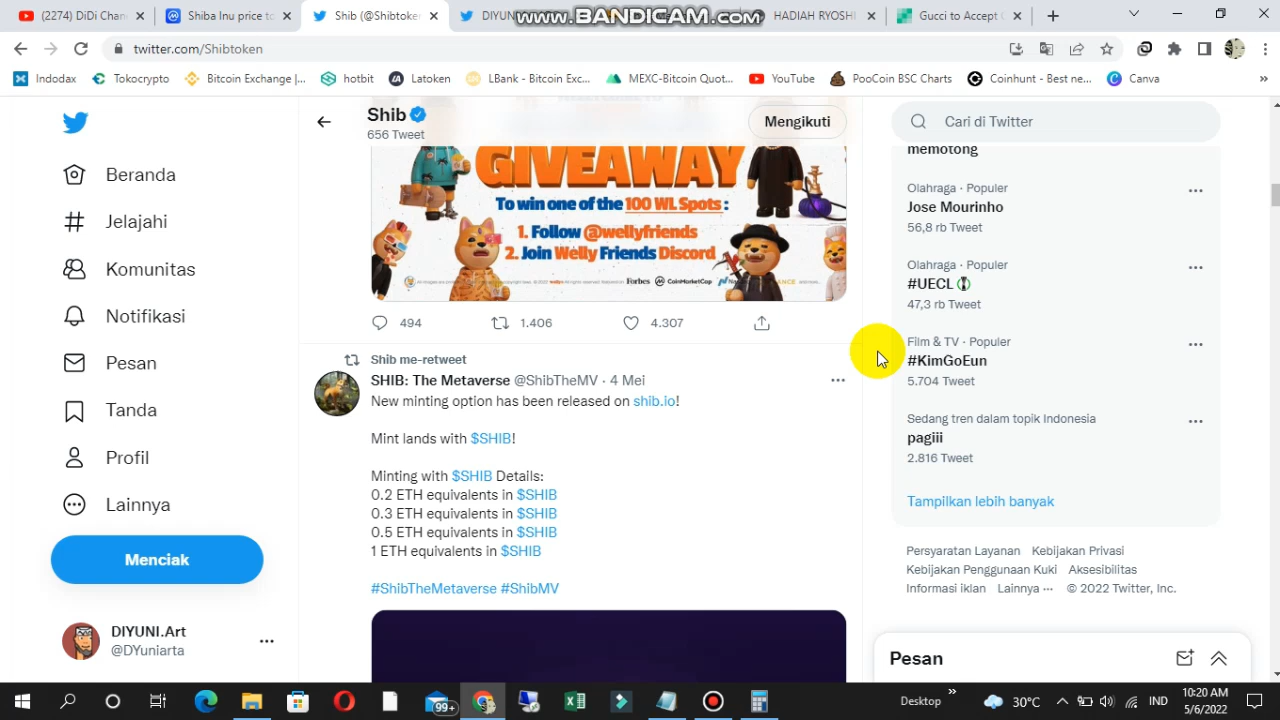 (2274) DiDi Chan
Shiba Inu price to
Shib (@Shibtoken
DIYUN
www.BANDICAM.com
HADIAH RYOSHI
Gucci to Accept
twitter.com/Shibtoken
Indodax
Tokocrypto
Bitcoin Exchange |...
hotbit
Latoken
LBank - Bitcoin Exc...
MEXC-Bitcoin Quot...
YouTube
PooCoin BSC Charts
Coinhunt - Best ne...
Canva
»
Beranda
Jelajahi
Komunitas
Notifikasi
Pesan
Tanda
Profil
Lainnya
Menciak
DIYUNI.Art
@DYuniarta
Shib
656 Tweet
Mengikuti
GIVEAWAY
To win one of the 100 WL Spots :
1. Follow @wellyfriends
2. Join Welly Friends Discord
Forbes
CoinMarketCap
494
1.406
4.307
Shib me-retweet
SHIB: The Metaverse @ShibTheMV · 4 Mei
New minting option has been released on shib.io!
Mint lands with $SHIB!
Minting with $SHIB Details:
0.2 ETH equivalents in $SHIB
0.3 ETH equivalents in $SHIB
0.5 ETH equivalents in $SHIB
1 ETH equivalents in $SHIB
#ShibTheMetaverse #ShibMV
Cari di Twitter
memotong
Olahraga · Populer
Jose Mourinho
56,8 rb Tweet
Olahraga · Populer
#UECL
47,3 rb Tweet
Film & TV · Populer
#KimGoEun
5.704 Tweet
Sedang tren dalam topik Indonesia
pagiii
2.816 Tweet
Tampilkan lebih banyak
Persyaratan Layanan Kebijakan Privasi
Kebijakan Penggunaan Kuki Aksesibilitas
Informasi iklan Lainnya ··· © 2022 Twitter, Inc.
Pesan
99+
Desktop
»
30°C
IND
10:20 AM
5/6/2022